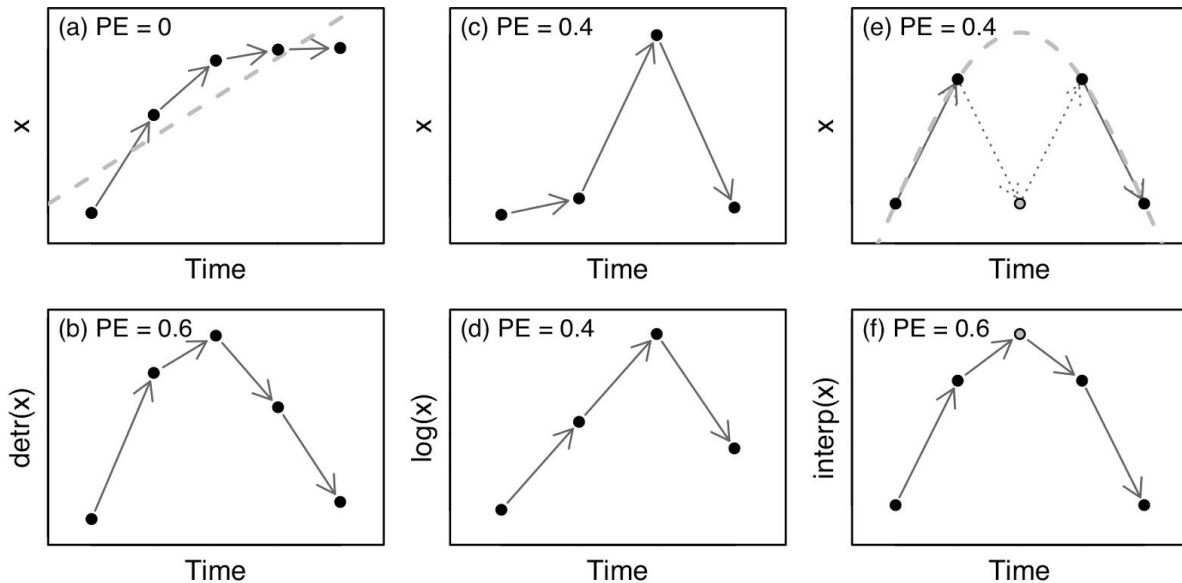 (a) PE = 0
x
Time
(c) PE = 0.4
x
Time
(e) PE = 0.4
x
Time
(b) PE = 0.6
detr(x)
Time
(d) PE = 0.4
log(x)
Time
(f) PE = 0.6
interp(x)
Time